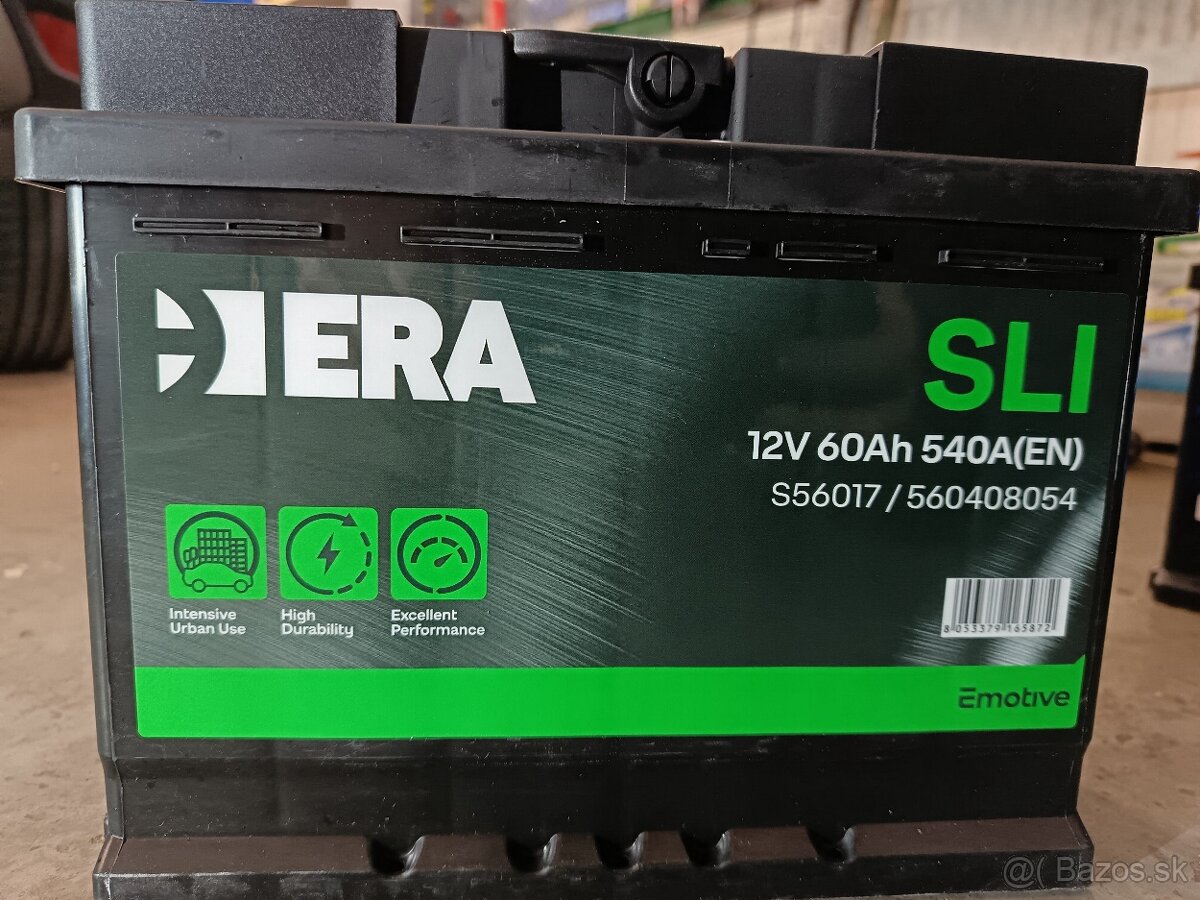 ERA
SLI
12V 60Ah 540A(EN)
S56017 / 560408054
Intensive
Urban Use
High
Durability
Excellent
Performance
8 033379 165872
Emotive
@( Bazos.sk